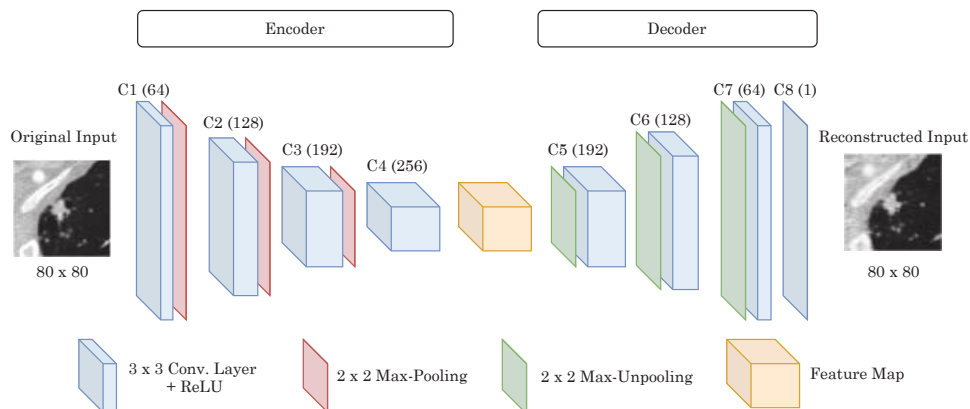 Encoder
Decoder
C1 (64)
C2 (128)
C3 (192)
C4 (256)
C5 (192)
C6 (128)
C7 (64)
C8 (1)
Original Input
80 x 80
Reconstructed Input
80 x 80
3 x 3 Conv. Layer
+ ReLU
2 x 2 Max-Pooling
2 x 2 Max-Unpooling
Feature Map